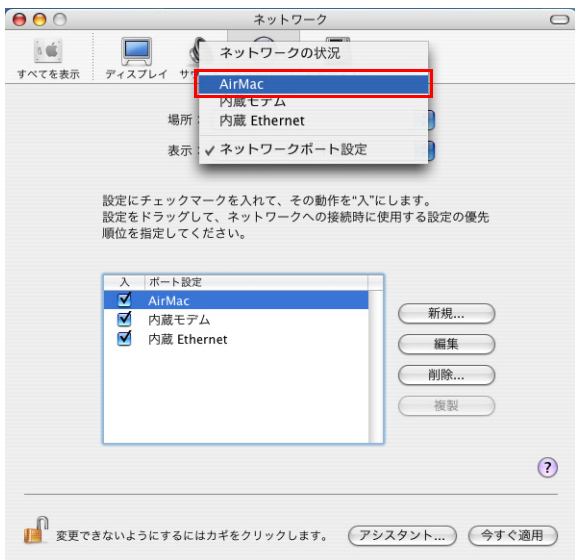 ネットワーク
すべてを表示
ディスプレイ
ネットワークの状況
AirMac
内蔵モデム
内蔵 Ethernet
✓ ネットワークポート設定
場所：
表示：
設定にチェックマークを入れて、その動作を“入”にします。
設定をドラッグして、ネットワークへの接続時に使用する設定の優先
順位を指定してください。
入 ポート設定
AirMac
内蔵モデム
内蔵 Ethernet
新規...
編集
削除...
複製
?
変更できないようにするにはカギをクリックします。
アシスタント...
今すぐ適用